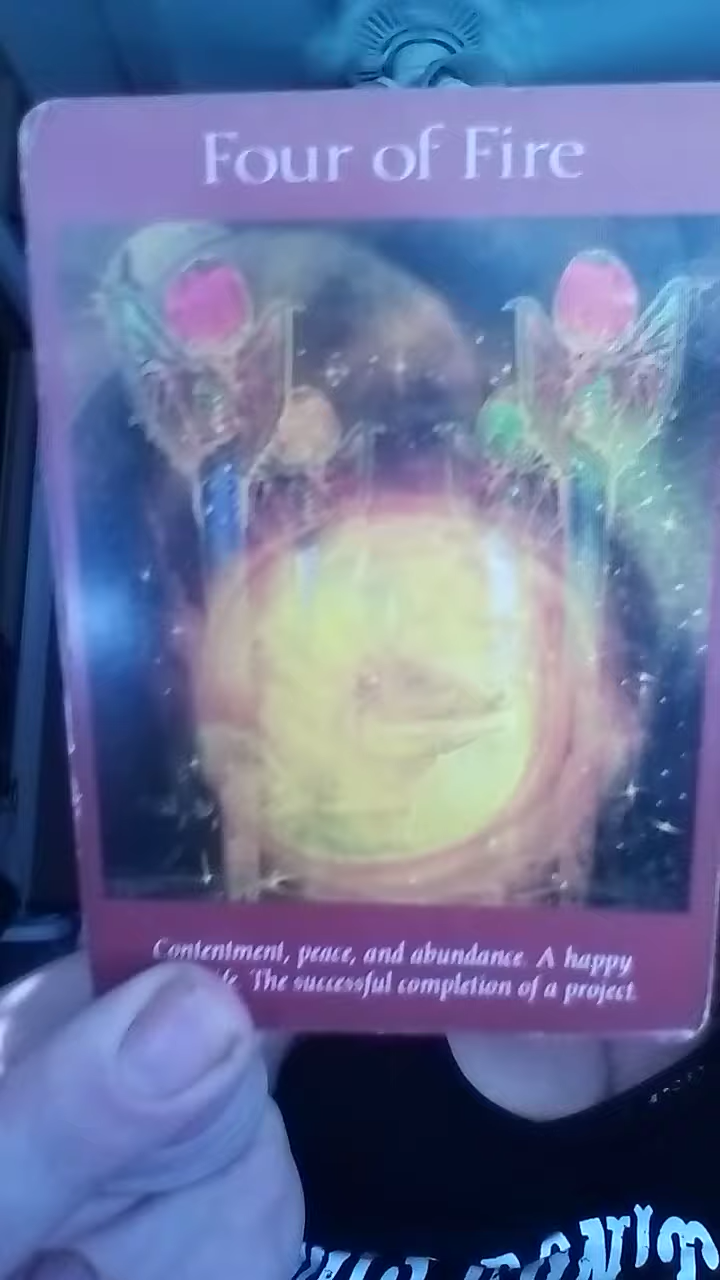 Four of Fire
Contentment, peace, and abundance. A happy
The successful completion of a project.